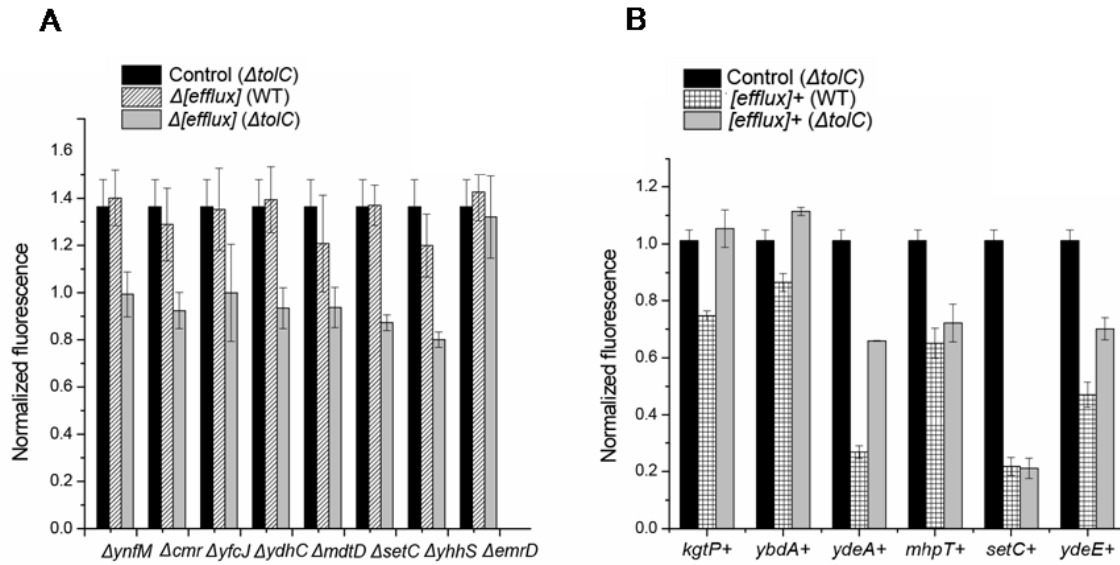 A
Control (ΔtolC)
Δ[efflux] (WT)
Δ[efflux] (ΔtolC)
Normalized fluorescence
1.6
1.4
1.2
1.0
0.8
0.6
0.4
0.2
0.0
ΔynfM Δcmr ΔyfcJ ΔydhC ΔmdtD ΔsetC ΔyhhS ΔemrD
B
Control (ΔtolC)
[efflux]+ (WT)
[efflux]+ (ΔtolC)
Normalized fluorescence
1.2
1.0
0.8
0.6
0.4
0.2
0.0
kgtP+ ybdA+ ydeA+ mhpT+ setC+ ydeE+